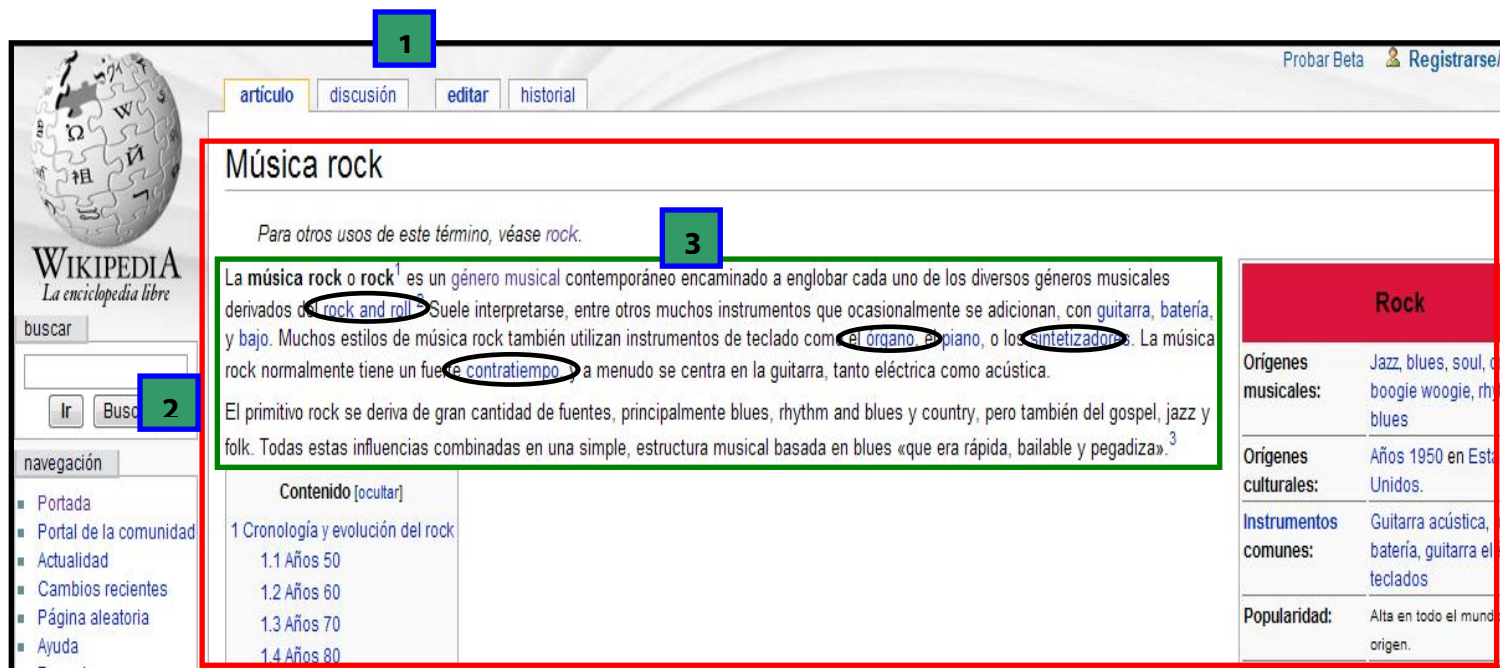 1
Probar Beta Registrarse/
artículo discusión editar historial
Música rock
Para otros usos de este término, véase rock.
3
WIKIPEDIA
La enciclopedia libre
La música rock o rock1 es un género musical contemporáneo encaminado a englobar cada uno de los diversos géneros musicales
derivados del rock and roll.2 Suele interpretarse, entre otros muchos instrumentos que ocasionalmente se adicionan, con guitarra, batería,
y bajo. Muchos estilos de música rock también utilizan instrumentos de teclado como el órgano, el piano, o los sintetizadores. La música
rock normalmente tiene un fuerte contratiempo, y a menudo se centra en la guitarra, tanto eléctrica como acústica.
El primitivo rock se deriva de gran cantidad de fuentes, principalmente blues, rhythm and blues y country, pero también del gospel, jazz y
folk. Todas estas influencias combinadas en una simple, estructura musical basada en blues «que era rápida, bailable y pegadiza».3
buscar
Ir Busc
2
navegación
Portada
Portal de la comunidad
Actualidad
Cambios recientes
Página aleatoria
Ayuda
Contenido [ocultar]
1 Cronología y evolución del rock
1.1 Años 50
1.2 Años 60
1.3 Años 70
1.4 Años 80
Rock
Orígenes
musicales:
Jazz, blues, soul,
boogie woogie, rhy
blues
Orígenes
culturales:
Años 1950 en Esta
Unidos.
Instrumentos
comunes:
Guitarra acústica,
batería, guitarra el
teclados
Popularidad:
Alta en todo el mund
origen.